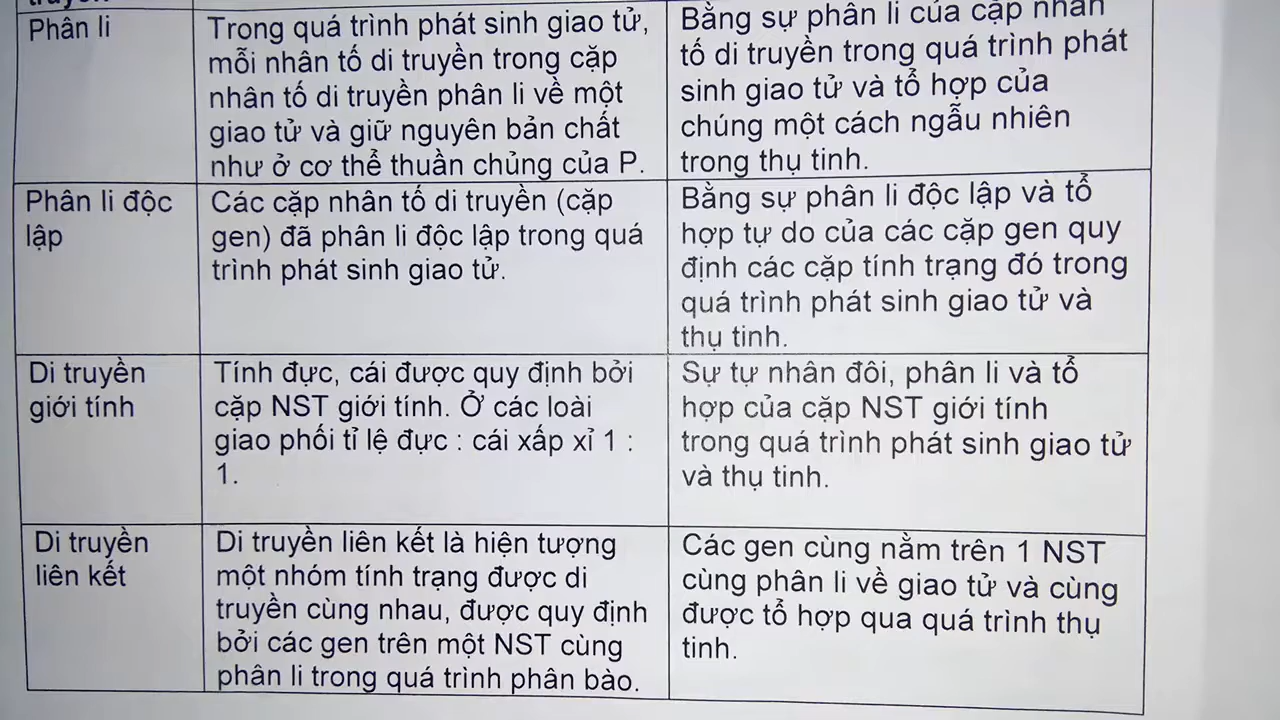 truyền
Phân li
Trong quá trình phát sinh giao tử,
mỗi nhân tố di truyền trong cặp
nhân tố di truyền phân li về một
giao tử và giữ nguyên bản chất
như ở cơ thể thuần chủng của P.
Bằng sự phân li của cặp nhân
tố di truyền trong quá trình phát
sinh giao tử và tổ hợp của
chúng một cách ngẫu nhiên
trong thụ tinh.
Phân li độc
lập
Các cặp nhân tố di truyền (cặp
gen) đã phân li độc lập trong quá
trình phát sinh giao tử.
Bằng sự phân li độc lập và tổ
hợp tự do của các cặp gen quy
định các cặp tính trạng đó trong
quá trình phát sinh giao tử và
thụ tinh.
Di truyền
giới tính
Tính đực, cái được quy định bởi
cặp NST giới tính. Ở các loài
giao phối tỉ lệ đực : cái xấp xỉ 1 :
1.
Sự tự nhân đôi, phân li và tổ
hợp của cặp NST giới tính
trong quá trình phát sinh giao tử
và thụ tinh.
Di truyền
liên kết
Di truyền liên kết là hiện tượng
một nhóm tính trạng được di
truyền cùng nhau, được quy định
bởi các gen trên một NST cùng
phân li trong quá trình phân bào.
Các gen cùng nằm trên 1 NST
cùng phân li về giao tử và cùng
được tổ hợp qua quá trình thụ
tinh.